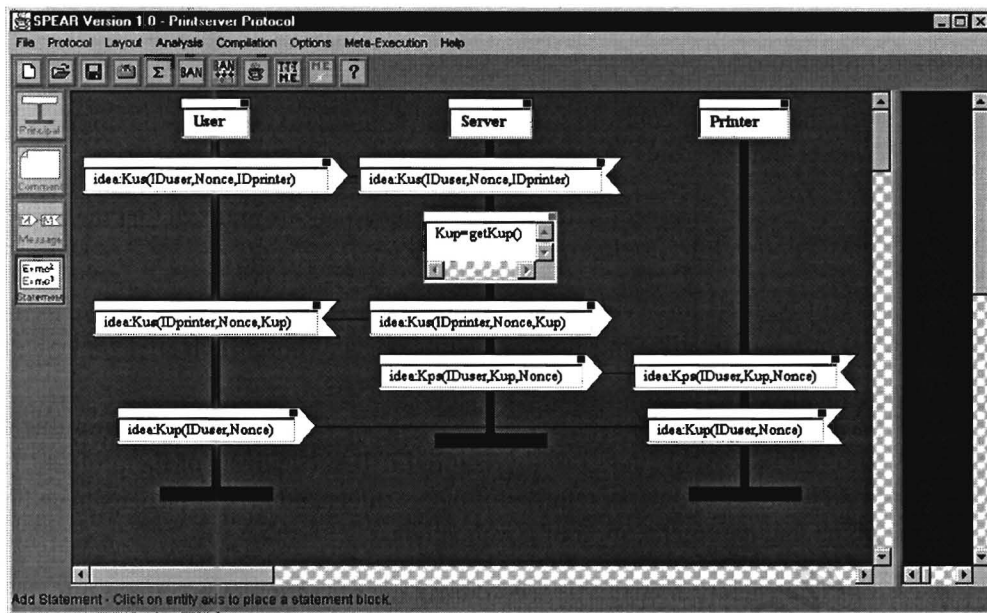 SPEAR Version 1.0 - Printserver Protocol
File Protocol Layout Analysis Compilation Options Meta-Execution Help
Σ BAN BAN M.E. M.E. ?
Principal
Comment
Message
Statement
User Server Printer
idea:Kus(IDuser,Nonce,IDprinter) idea:Kus(IDuser,Nonce,IDprinter)
Kup=getKup()
idea:Kus(IDprinter,Nonce,Kup) idea:Kus(IDprinter,Nonce,Kup)
idea:Kps(IDuser,Kup,Nonce) idea:Kps(IDuser,Kup,Nonce)
idea:Kup(IDuser,Nonce) idea:Kup(IDuser,Nonce)
Add Statement - Click on entity axis to place a statement block.